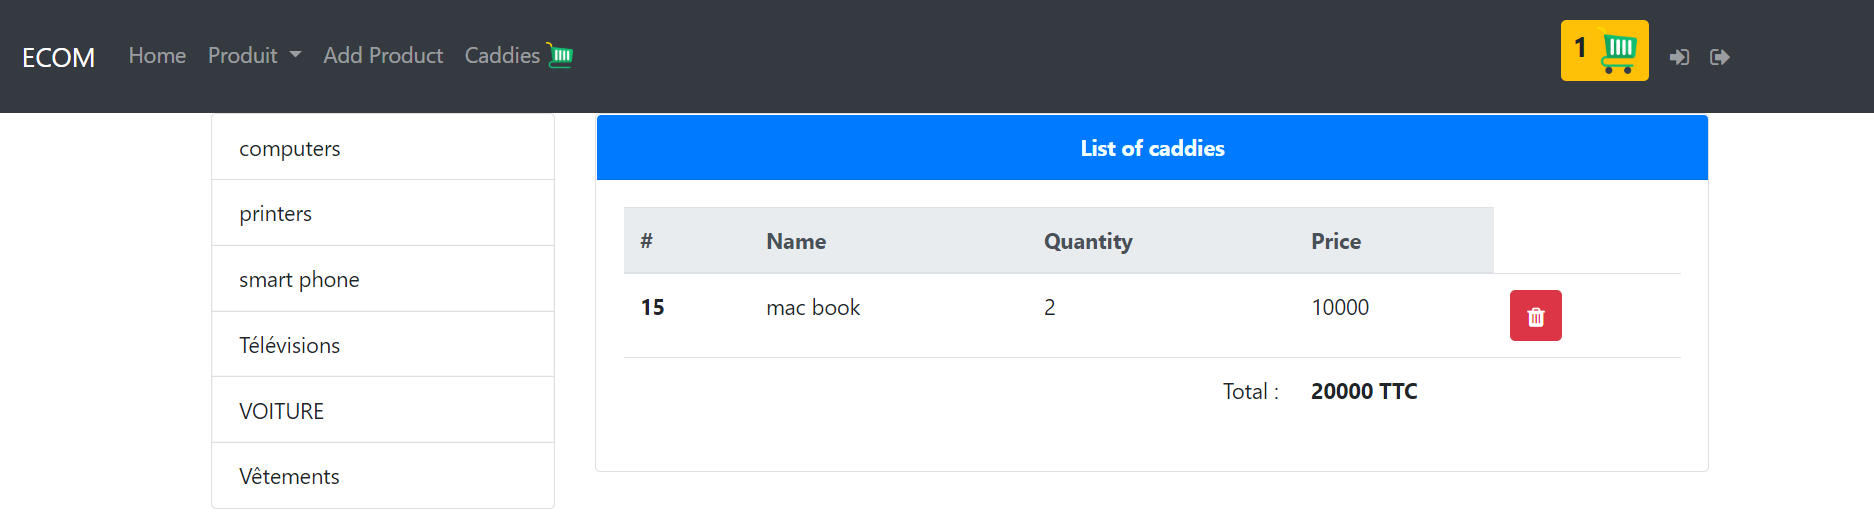 ECOM Home Produit Add Product Caddies 1
computers
printers
smart phone
Télévisions
VOITURE
Vêtements
List of caddies
# Name Quantity Price
15 mac book 2 10000
Total : 20000 TTC